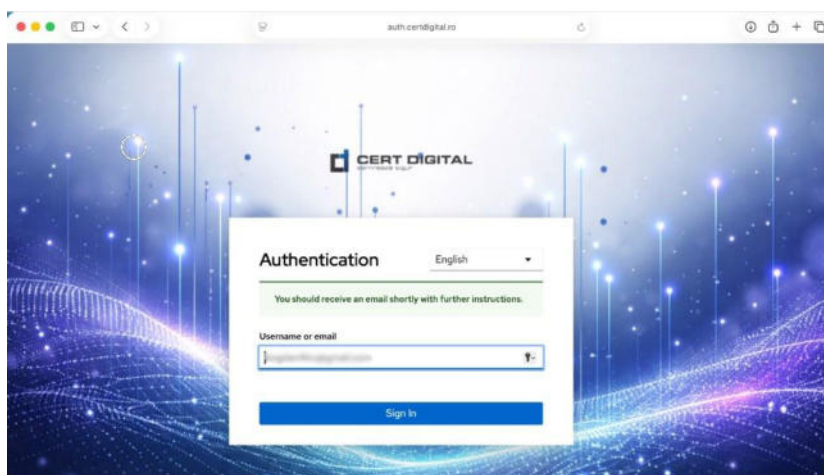 auth.certdigital.ro
CERT DIGITAL
Authentication
English
You should receive an email shortly with further instructions.
Username or email
Sign In